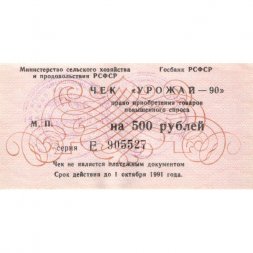 Министерство сельского хозяйства и продовольствия РСФСР
Госбанк РСФСР
ЧЕК «УРОЖАЙ—90»
право приобретения товаров
повышенного спроса
М. П.
на 500 рублей
серия Р 905527
Чек не является платежным документом
Срок действия до 1 октября 1991 года.